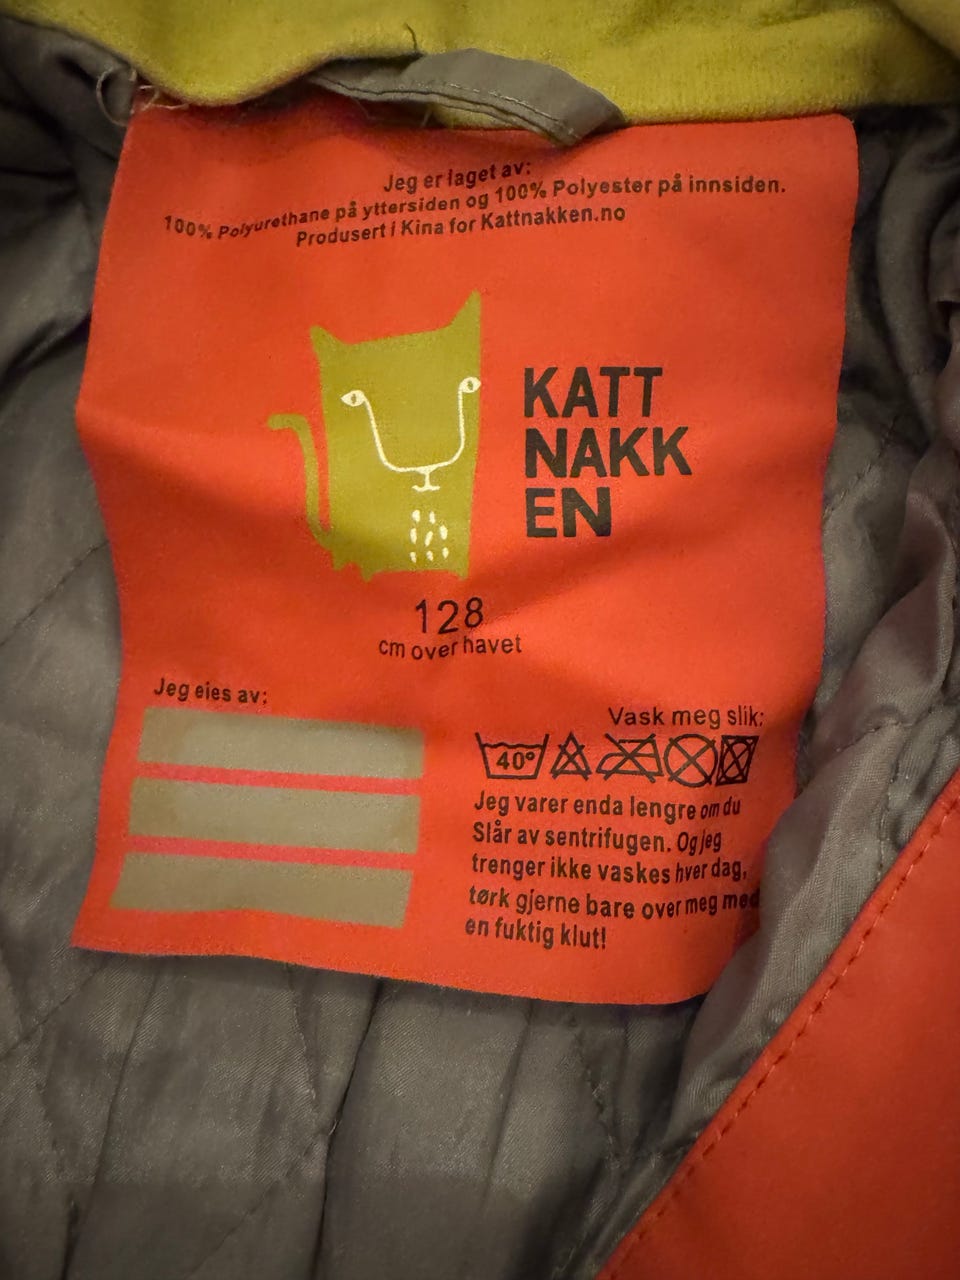 Jeg er laget av:
100% Polyurethane på yttersiden og 100% Polyester på innsiden.
Produsert i Kina for Kattnakken.no
KATT
NAKK
EN
128
cm over havet
Jeg eies av:
Vask meg slik:
40°
Jeg varer enda lengre om du
Slår av sentrifugen. Og jeg
trenger ikke vaskes hver dag,
tørk gjerne bare over meg med
en fuktig klut!